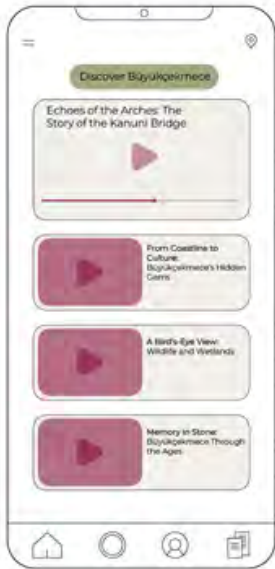 Discover Büyükçekmece
Echoes of the Arches: The
Story of the Kanuni Bridge
From Coastline to
Culture:
Büyükçekmece's Hidden
Gems
A Bird's-Eye View:
Wildlife and Wetlands
Memory in Stone:
Büyükçekmece Through
the Ages